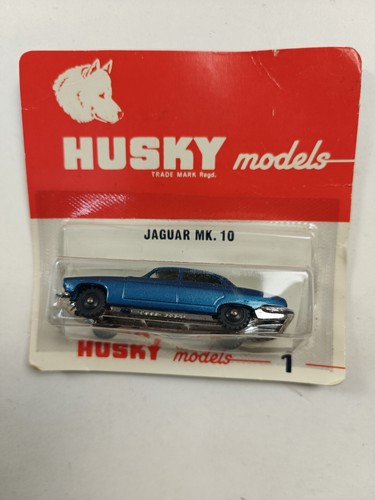 HUSKY models
TRADE MARK Regd.
JAGUAR MK. 10
HUSKY models
1